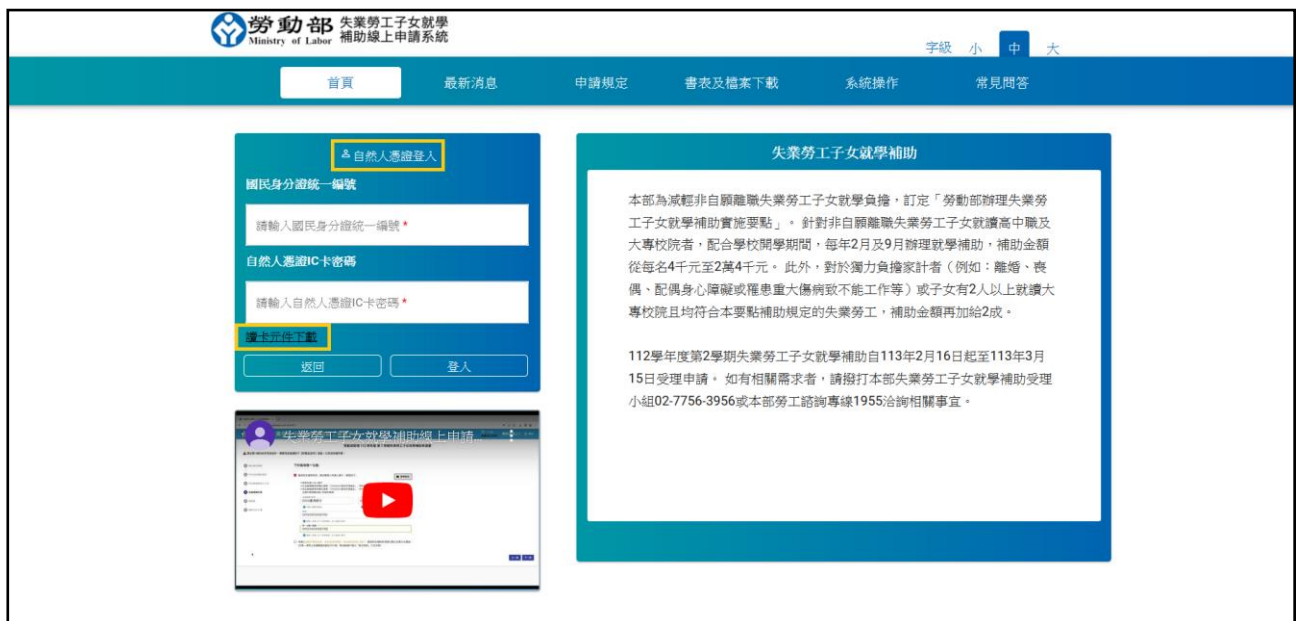 勞動部 失業勞工子女就學
Ministry of Labor 補助線上申請系統
字級 小 中 大
首頁 最新消息 申請規定 書表及檔案下載 系統操作 常見問答
自然人憑證登入
國民身分證統一編號
請輸入國民身分證統一編號 *
自然人憑證IC卡密碼
請輸入自然人憑證IC卡密碼 *
讀卡元件下載
返回 登入
失業勞工子女就學補助線上申請...
失業勞工子女就學補助
本部為減輕非自願離職失業勞工子女就學負擔,訂定「勞動部辦理失業勞
工子女就學補助實施要點」。 針對非自願離職失業勞工子女就讀高中職及
大專校院者,配合學校開學期間,每年2月及9月辦理就學補助,補助金額
從每名4千元至2萬4千元。 此外,對於獨力負擔家計者(例如:離婚、喪
偶、配偶身心障礙或罹患重大傷病致不能工作等)或子女有2人以上就讀大
專校院且均符合本要點補助規定的失業勞工,補助金額再加給2成。
112學年度第2學期失業勞工子女就學補助自113年2月16日起至113年3月
15日受理申請。 如有相關需求者,請撥打本部失業勞工子女就學補助受理
小組02-7756-3956或本部勞工諮詢專線1955洽詢相關事宜。